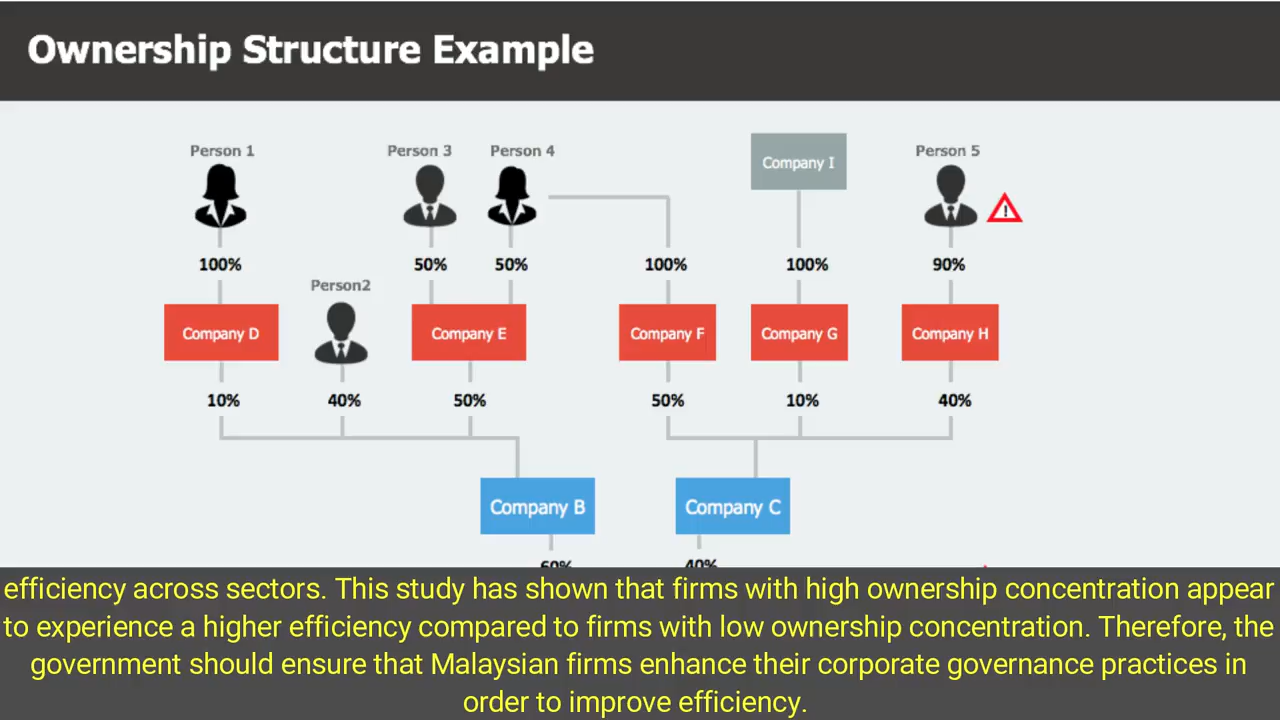 Ownership Structure Example
Person 1
Person 3
Person 4
Company I
Person 5
!
100%
50%
50%
100%
100%
90%
Person2
Company D
Company E
Company F
Company G
Company H
10%
40%
50%
50%
10%
40%
Company B
Company C
60%
40%
efficiency across sectors. This study has shown that firms with high ownership concentration appear
to experience a higher efficiency compared to firms with low ownership concentration. Therefore, the
government should ensure that Malaysian firms enhance their corporate governance practices in
order to improve efficiency.